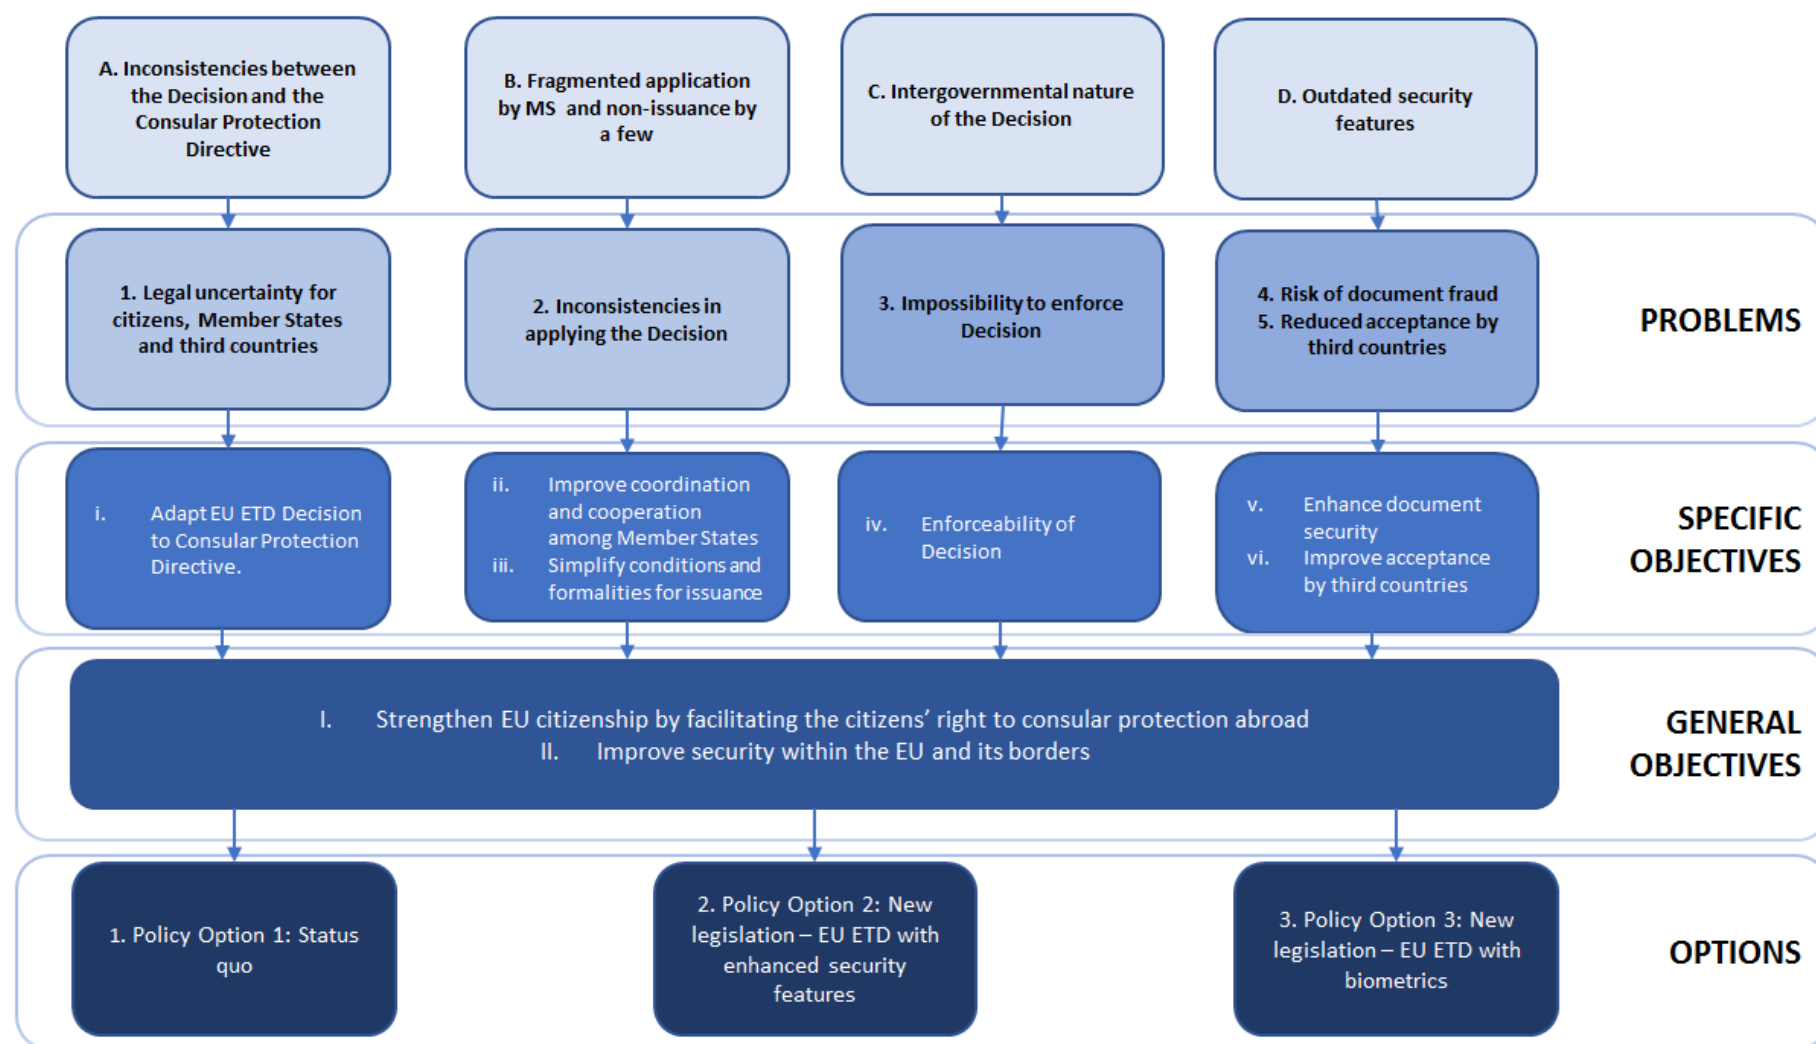 A. Inconsistencies between
the Decision and the
Consular Protection
Directive
B. Fragmented application
by MS and non-issuance by
a few
C. Intergovernmental nature
of the Decision
D. Outdated security
features
1. Legal uncertainty for
citizens, Member States
and third countries
2. Inconsistencies in
applying the Decision
3. Impossibility to enforce
Decision
4. Risk of document fraud
5. Reduced acceptance by
third countries
PROBLEMS
i. Adapt EU ETD Decision
to Consular Protection
Directive.
ii. Improve coordination
and cooperation
among Member States
iii. Simplify conditions and
formalities for issuance
iv. Enforceability of
Decision
v. Enhance document
security
vi. Improve acceptance
by third countries
SPECIFIC
OBJECTIVES
I. Strengthen EU citizenship by facilitating the citizens’ right to consular protection abroad
II. Improve security within the EU and its borders
GENERAL
OBJECTIVES
1. Policy Option 1: Status
quo
2. Policy Option 2: New
legislation – EU ETD with
enhanced security
features
3. Policy Option 3: New
legislation – EU ETD with
biometrics
OPTIONS